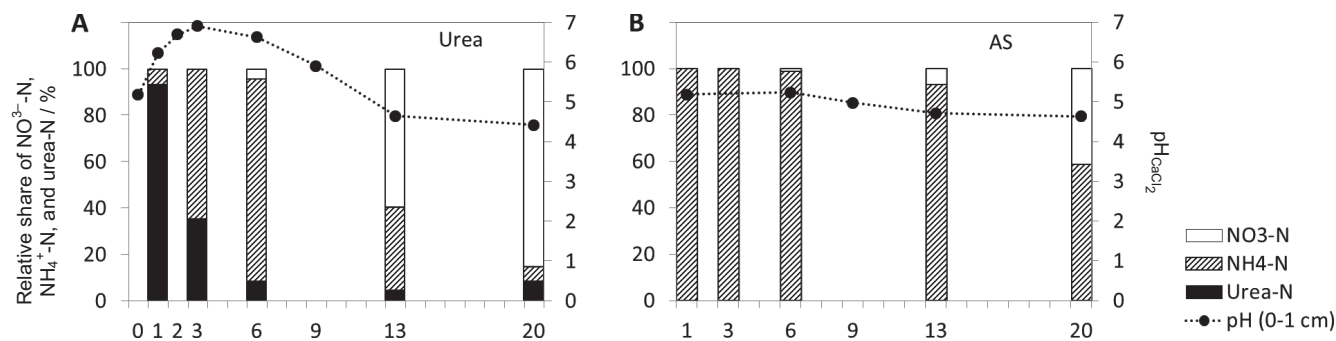 A
Urea
B
AS
Relative share of NO³⁻-N,
NH₄⁺-N, and urea-N / %
100
80
60
40
20
0
7
6
5
4
3
2
1
0
0 1 2 3 6 9 13 20
100
80
60
40
20
0
7
6
5
4
3
2
1
0
1 3 6 9 13 20
pH_CaCl₂
NO3-N
NH4-N
Urea-N
pH (0-1 cm)